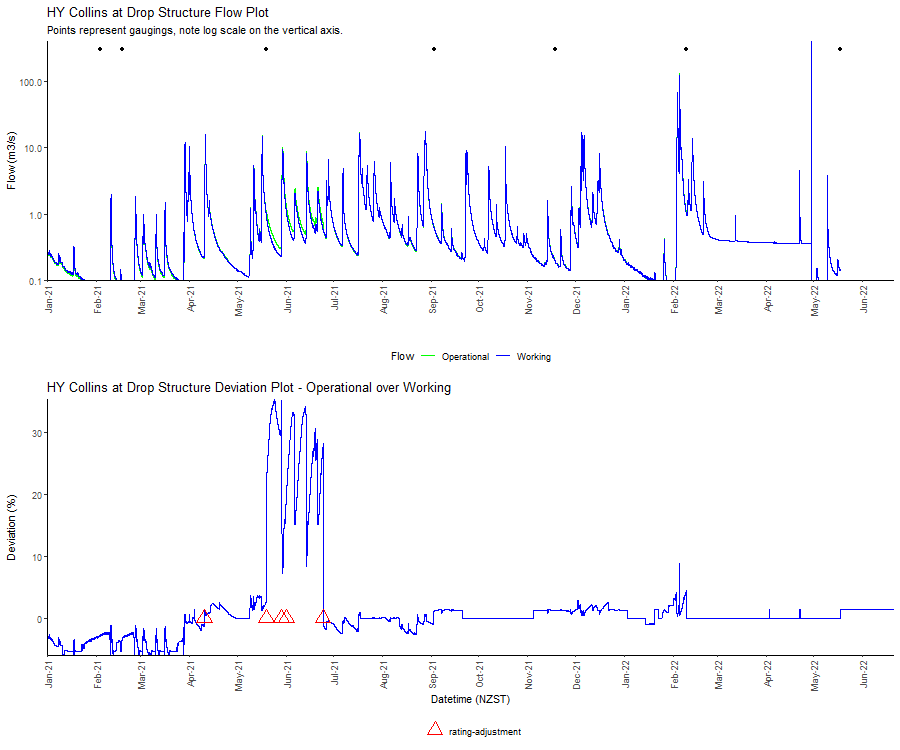 HY Collins at Drop Structure Flow Plot
Points represent gaugings, note log scale on the vertical axis.
Flow (m3/s)
100.0
10.0
1.0
0.1
Jan-21 Feb-21 Mar-21 Apr-21 May-21 Jun-21 Jul-21 Aug-21 Sep-21 Oct-21 Nov-21 Dec-21 Jan-22 Feb-22 Mar-22 Apr-22 May-22 Jun-22
Flow Operational Working
HY Collins at Drop Structure Deviation Plot - Operational over Working
Deviation (%)
30
20
10
0
Jan-21 Feb-21 Mar-21 Apr-21 May-21 Jun-21 Jul-21 Aug-21 Sep-21 Oct-21 Nov-21 Dec-21 Jan-22 Feb-22 Mar-22 Apr-22 May-22 Jun-22
Datetime (NZST)
rating-adjustment